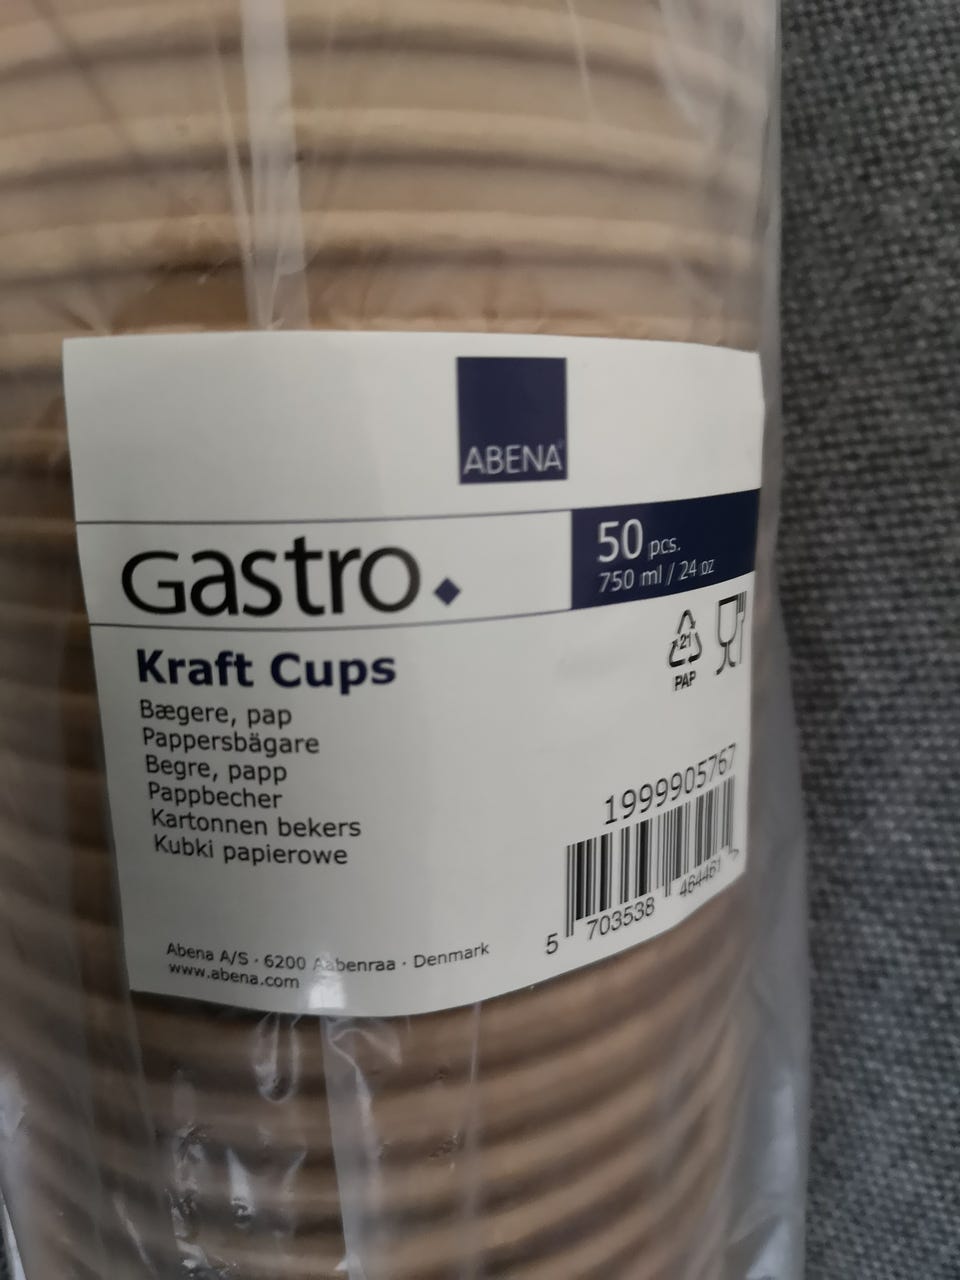 ABENA®
Gastro
50 pcs.
750 ml / 24 oz
21
PAP
Kraft Cups
Bægere, pap
Pappersbägare
Begre, papp
Pappbecher
Kartonnen bekers
Kubki papierowe
1999905767
5 703538 464461 >
Abena A/S · 6200 Aabenraa · Denmark
www.abena.com